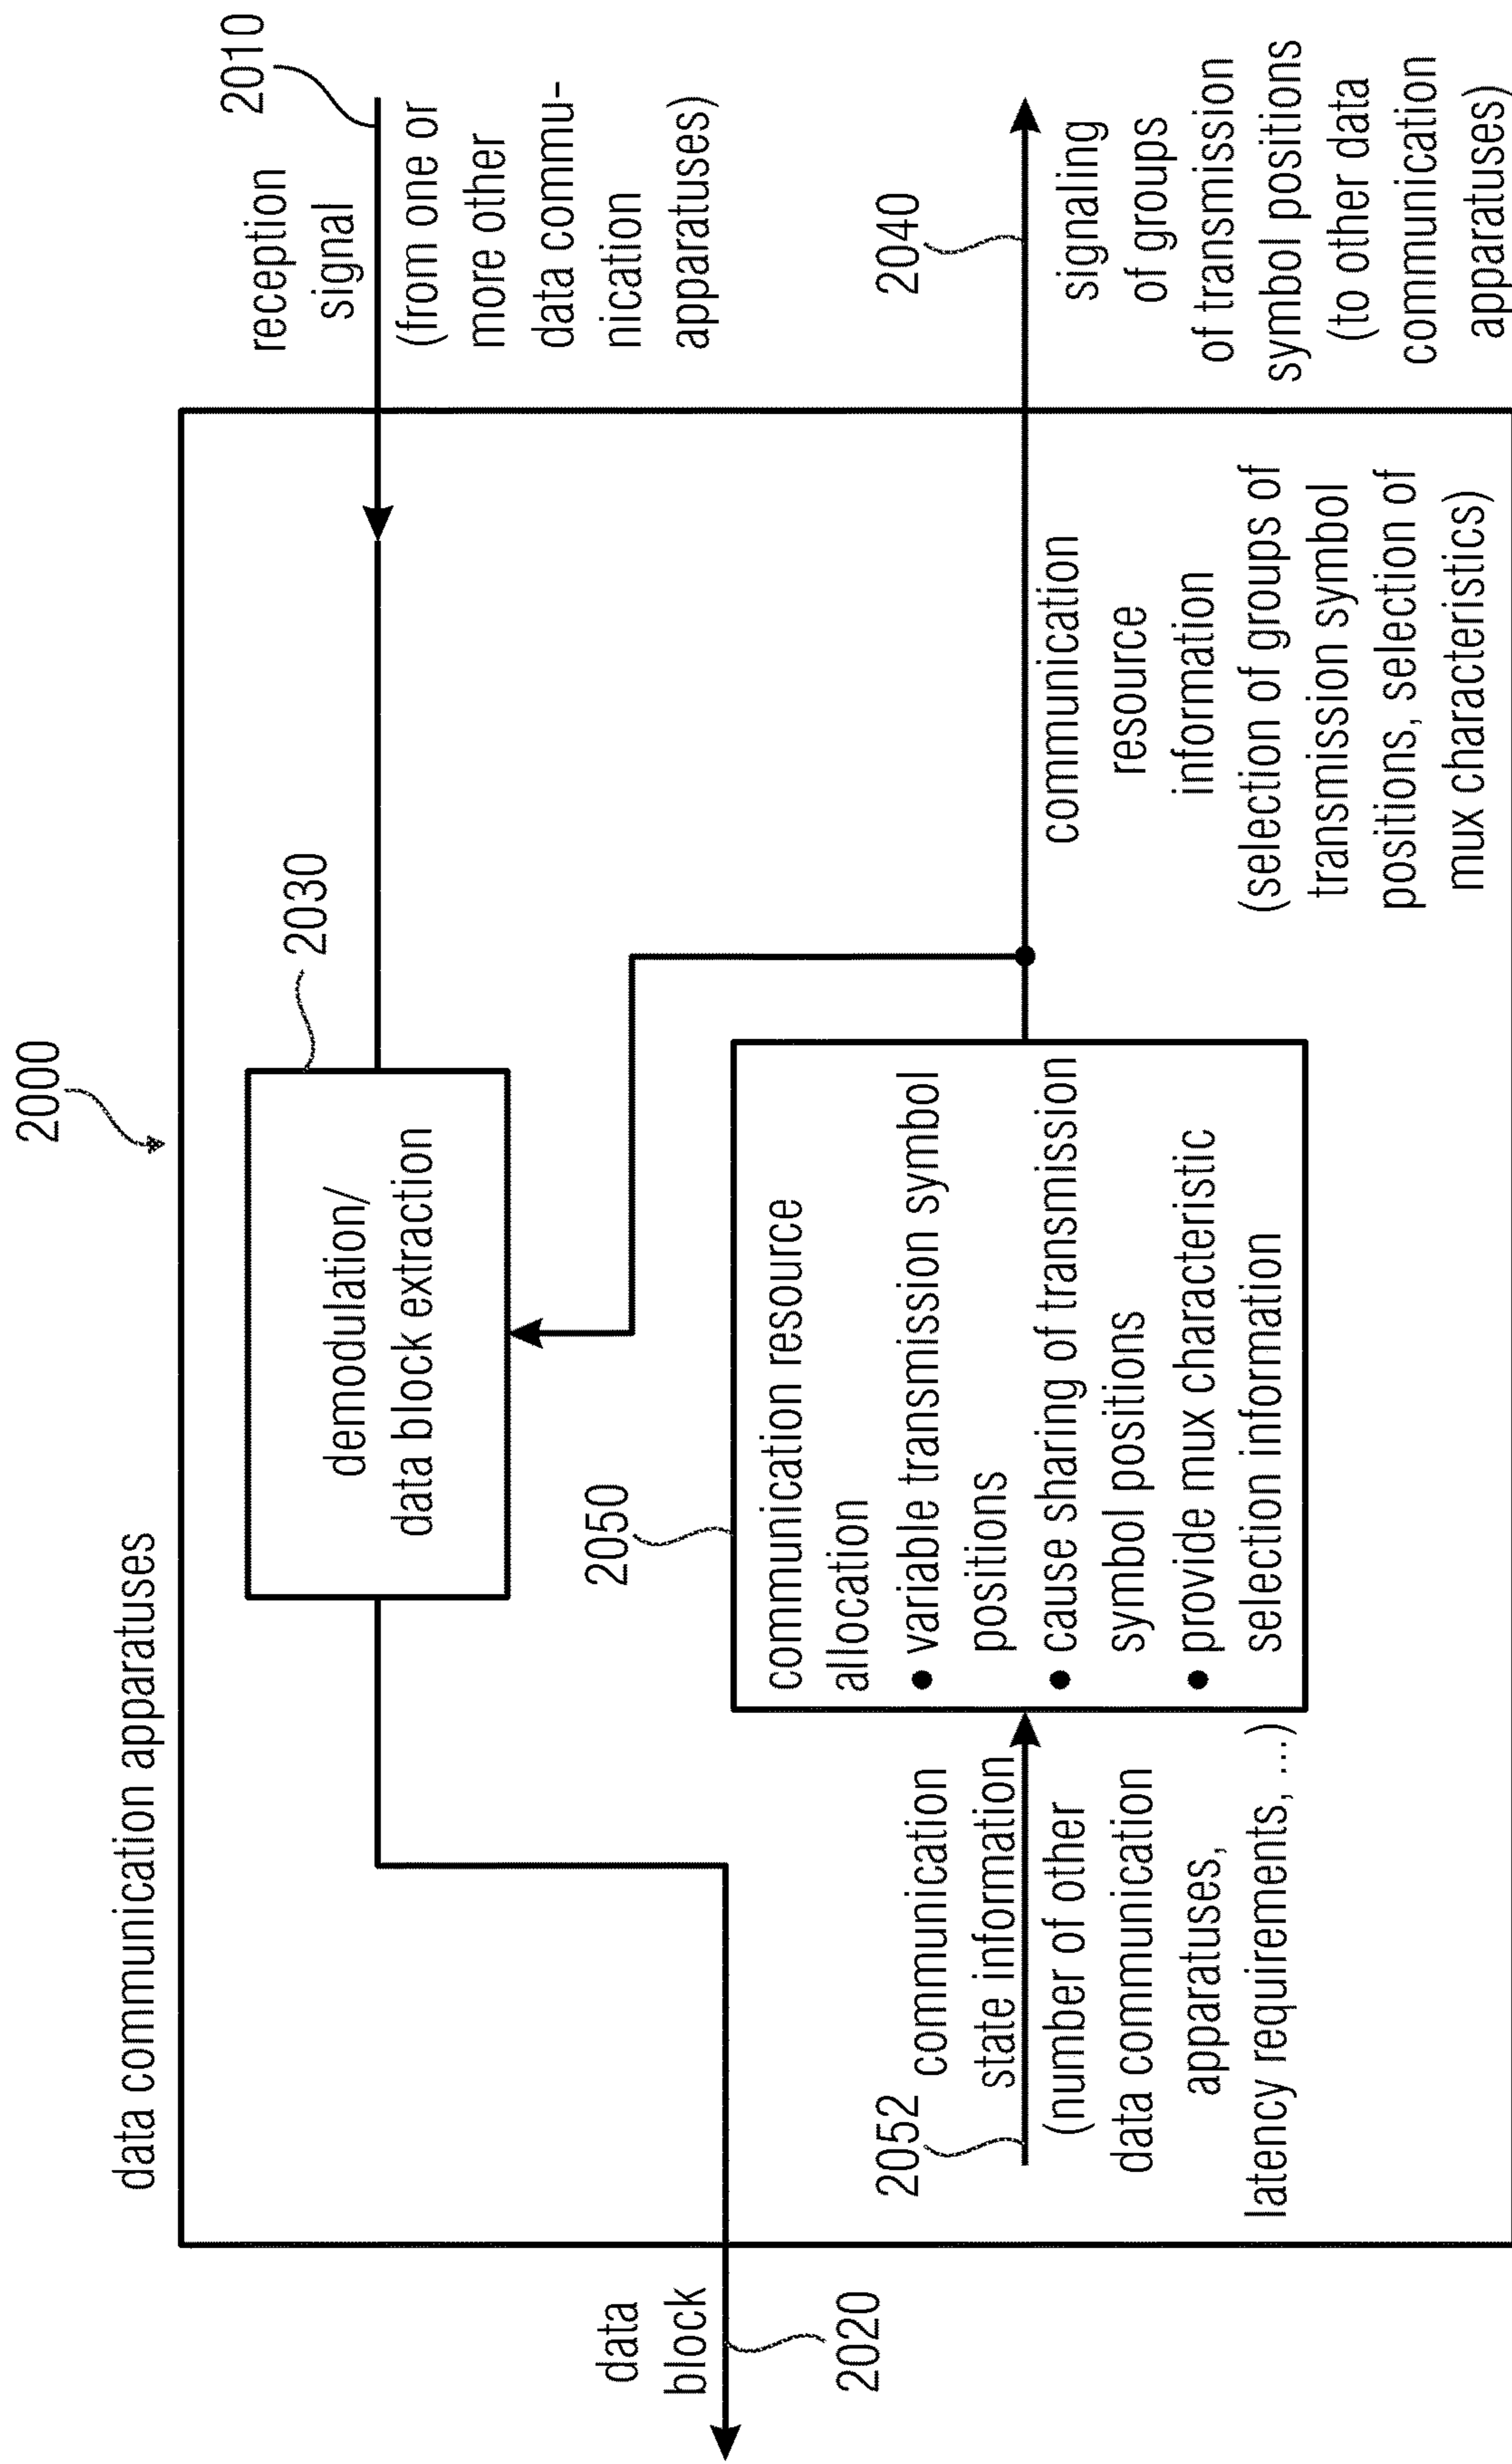 2000
data communication apparatuses
2010
reception
signal
(from one or
more other
data commu-
nication
apparatuses)
2030
demodulation/
data block extraction
data
block
2020
2050
communication resource
allocation
• variable transmission symbol
positions
• cause sharing of transmission
symbol positions
• provide mux characteristic
selection information
2052
communication
state information
(number of other
data communication
apparatuses,
latency requirements, ...)
communication
resource
information
(selection of groups of
transmission symbol
positions, selection of
mux characteristics)
2040
signaling
of groups
of transmission
symbol positions
(to other data
communication
apparatuses)